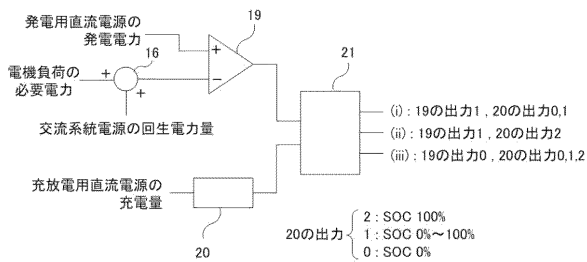 発電用直流電源の
発電電力
19
+
16
21
電機負荷の
必要電力
+
+
−
交流系統電源の回生電力量
(i) : 19の出力1 , 20の出力0,1
(ii) : 19の出力1 , 20の出力2
(iii) : 19の出力0 , 20の出力0,1,2
充放電用直流電源の
充電量
20
20の出力
2 : SOC 100%
1 : SOC 0%~100%
0 : SOC 0%